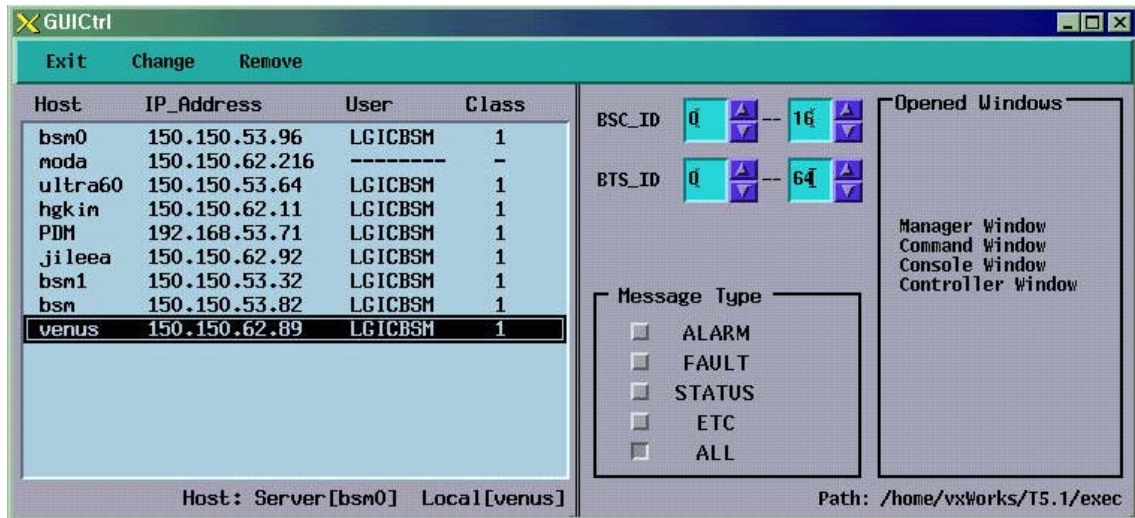 GUICtrl
Exit Change Remove
Host IP_Address User Class
bsm0 150.150.53.96 LGICBSM 1
moda 150.150.62.216 -------- -
ultra60 150.150.53.64 LGICBSM 1
hgkim 150.150.62.11 LGICBSM 1
PDM 192.168.53.71 LGICBSM 1
jileea 150.150.62.92 LGICBSM 1
bsm1 150.150.53.32 LGICBSM 1
bsm 150.150.53.82 LGICBSM 1
venus 150.150.62.89 LGICBSM 1
Host: Server[bsm0] Local[venus]
BSC_ID 0 -- 16
BTS_ID 0 -- 64
Message Type
ALARM
FAULT
STATUS
ETC
ALL
Opened Windows
Manager Window
Command Window
Console Window
Controller Window
Path: /home/vxWorks/T5.1/exec